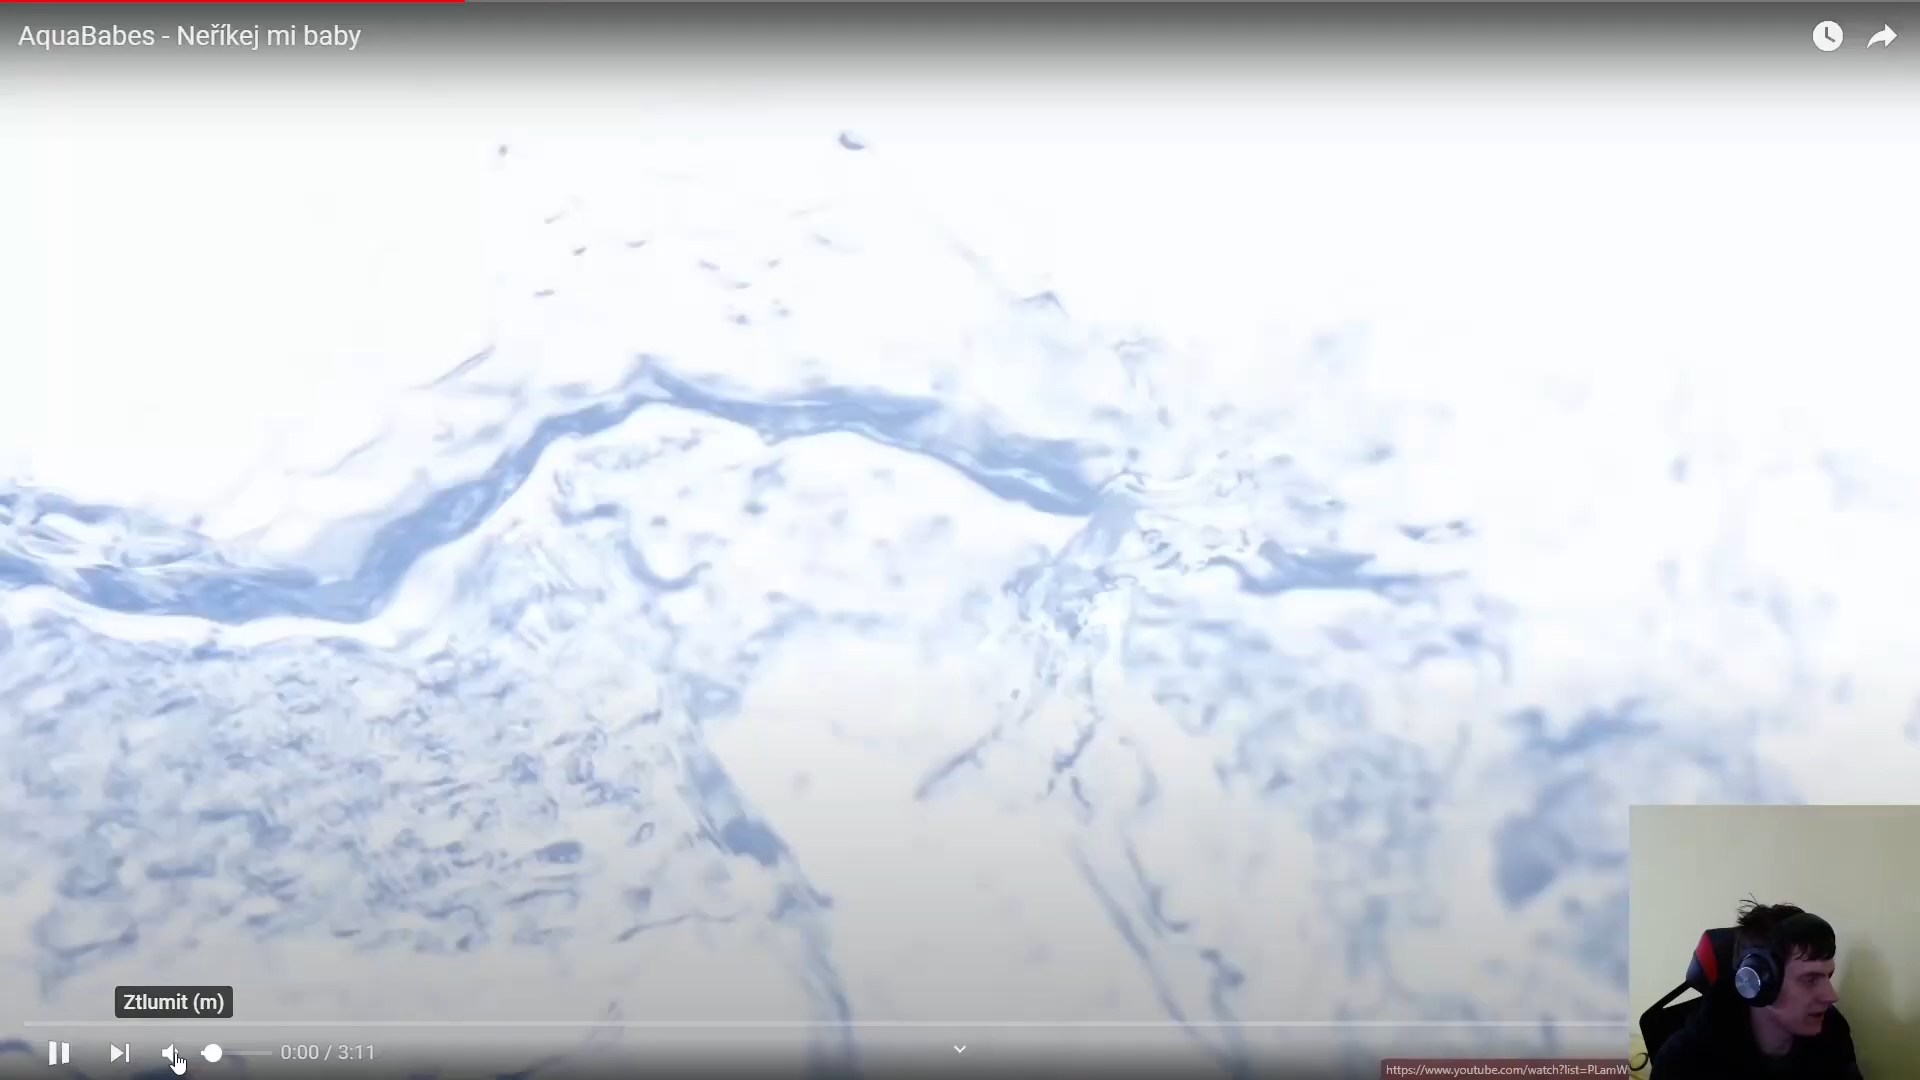 AquaBabes - Neříkej mi baby
Ztlumit (m)
0:00 / 3:11
https://www.youtube.com/watch?list=PLamW